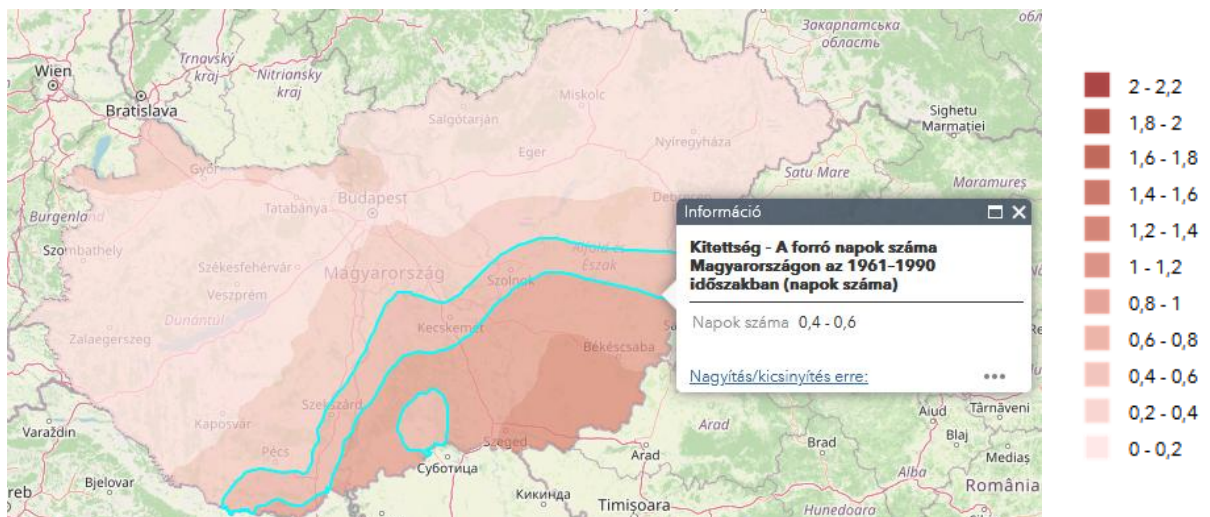 Закарпатська
область
Trnavský
kraj
Nitriansky
kraj
Wien
Bratislava
Miskolc
Salgótarján
Sighetu
Marmației
Nyíregyháza
Eger
Győr
Satu Mare
Maramureș
Budapest
Debrecen
Tatabánya
Burgenland
Szombathely
Székesfehérvár
Magyarország
Alföld és
Észak
Szolnok
Veszprém
Dunántúl
Kecskemét
Zalaegerszeg
Békéscsaba
Szekszárd
Kaposvár
Pécs
Szeged
Varaždin
Суботица
Arad
Arad
Aiud
Târnăveni
Brad
Blaj
Mediaș
Alba
România
Bjelovar
Кикинда
Timișoara
Hunedoara
Információ
Kitettség - A forró napok száma
Magyarországon az 1961-1990
időszakban (napok száma)
Napok száma 0,4 - 0,6
Nagyítás/kicsinyítés erre:
2 - 2,2
1,8 - 2
1,6 - 1,8
1,4 - 1,6
1,2 - 1,4
1 - 1,2
0,8 - 1
0,6 - 0,8
0,4 - 0,6
0,2 - 0,4
0 - 0,2